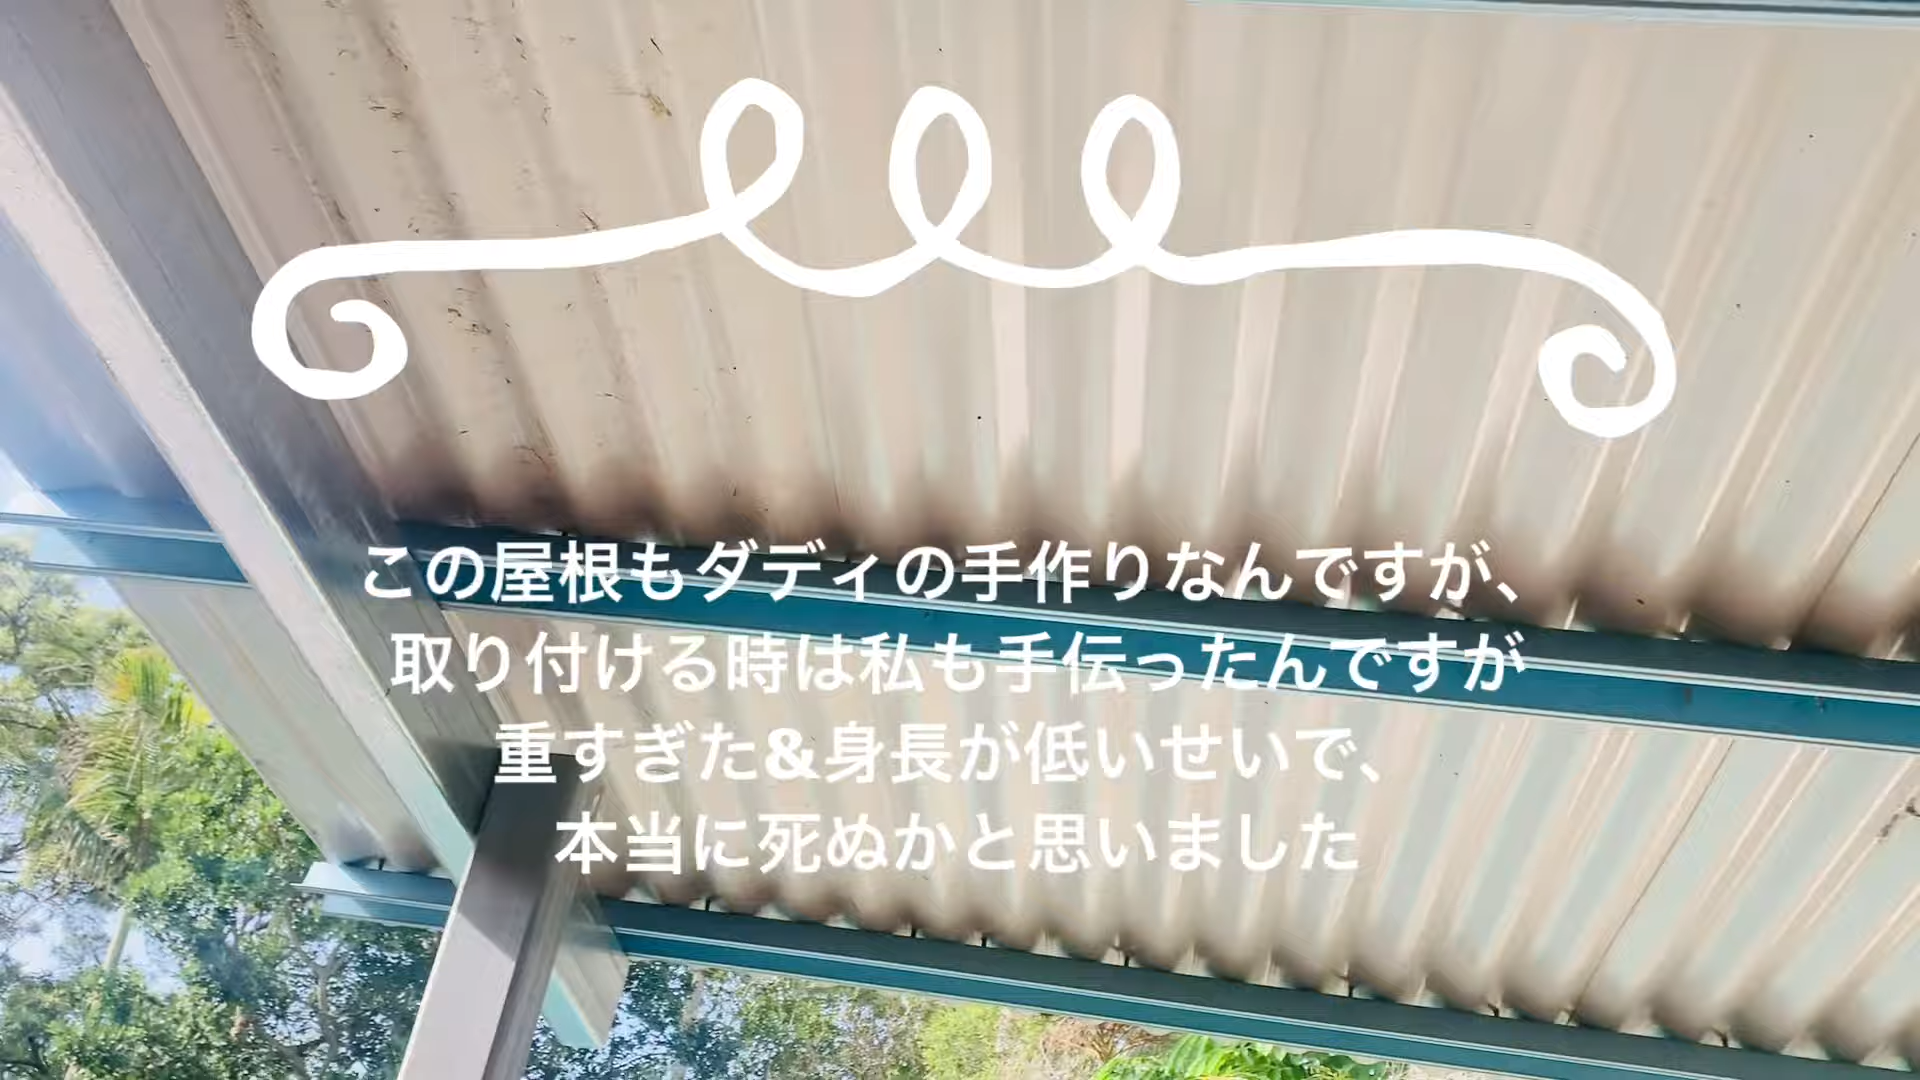 この屋根もダディの手作りなんですが、
取り付ける時は私も手伝ったんですが
重すぎた&身長が低いせいで、
本当に死ぬかと思いました